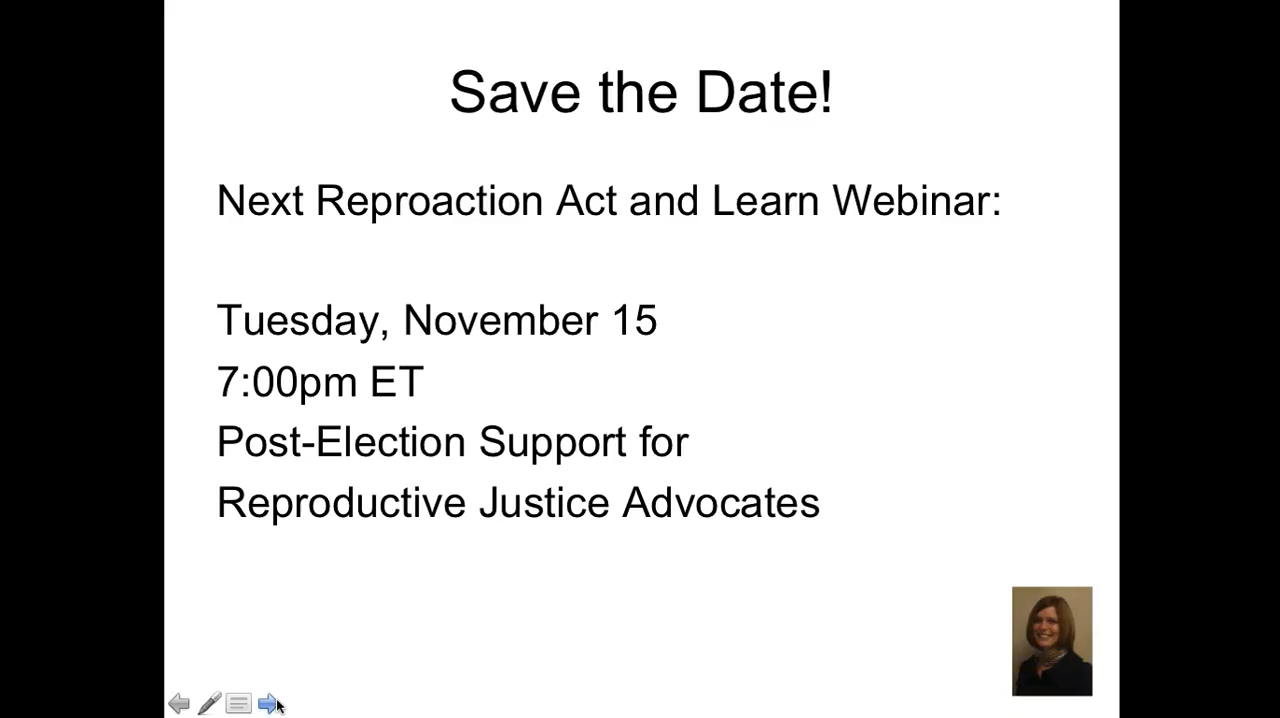 Save the Date!
Next Reproaction Act and Learn Webinar:
Tuesday, November 15
7:00pm ET
Post-Election Support for
Reproductive Justice Advocates